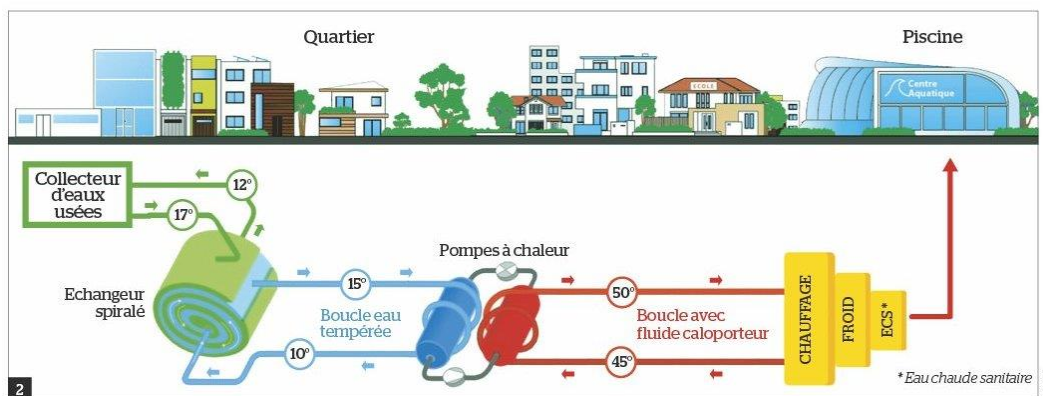 Quartier
Piscine
ECOLE
Centre
Aquatique
Collecteur
d'eaux
usées
12°
17°
Echangeur
spiralé
15°
Boucle eau
tempérée
10°
Pompes à chaleur
50°
Boucle avec
fluide caloporteur
45°
CHAUFFAGE
FROID
ECS*
*Eau chaude sanitaire
2